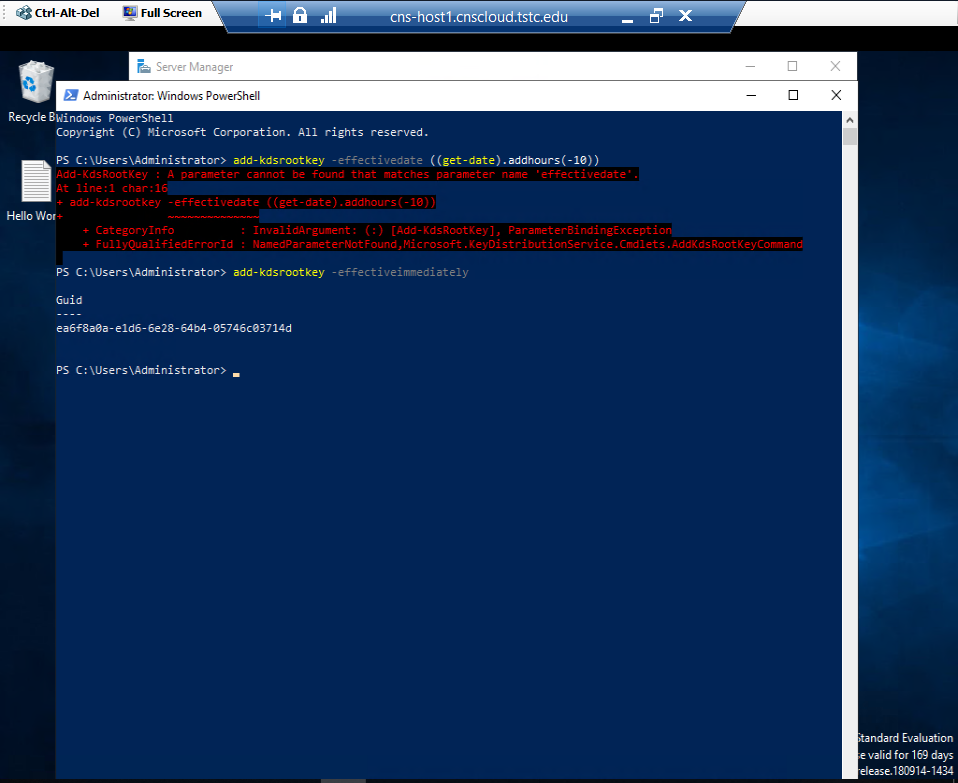 Ctrl-Alt-Del Full Screen cns-host1.cnscloud.tstc.edu
Server Manager
Administrator: Windows PowerShell
Recycle B
Hello Wor
Windows PowerShell
Copyright (C) Microsoft Corporation. All rights reserved.
PS C:\Users\Administrator> add-kdsrootkey -effectivedate ((get-date).addhours(-10))
Add-KdsRootKey : A parameter cannot be found that matches parameter name 'effectivedate'.
At line:1 char:16
+ add-kdsrootkey -effectivedate ((get-date).addhours(-10))
+                ~~~~~~~~~~~~~~
    + CategoryInfo          : InvalidArgument: (:) [Add-KdsRootKey], ParameterBindingException
    + FullyQualifiedErrorId : NamedParameterNotFound,Microsoft.KeyDistributionService.Cmdlets.AddKdsRootKeyCommand
PS C:\Users\Administrator> add-kdsrootkey -effectiveimmediately
Guid
----
ea6f8a0a-e1d6-6e28-64b4-05746c03714d
PS C:\Users\Administrator>
Standard Evaluation
se valid for 169 days
release.180914-1434